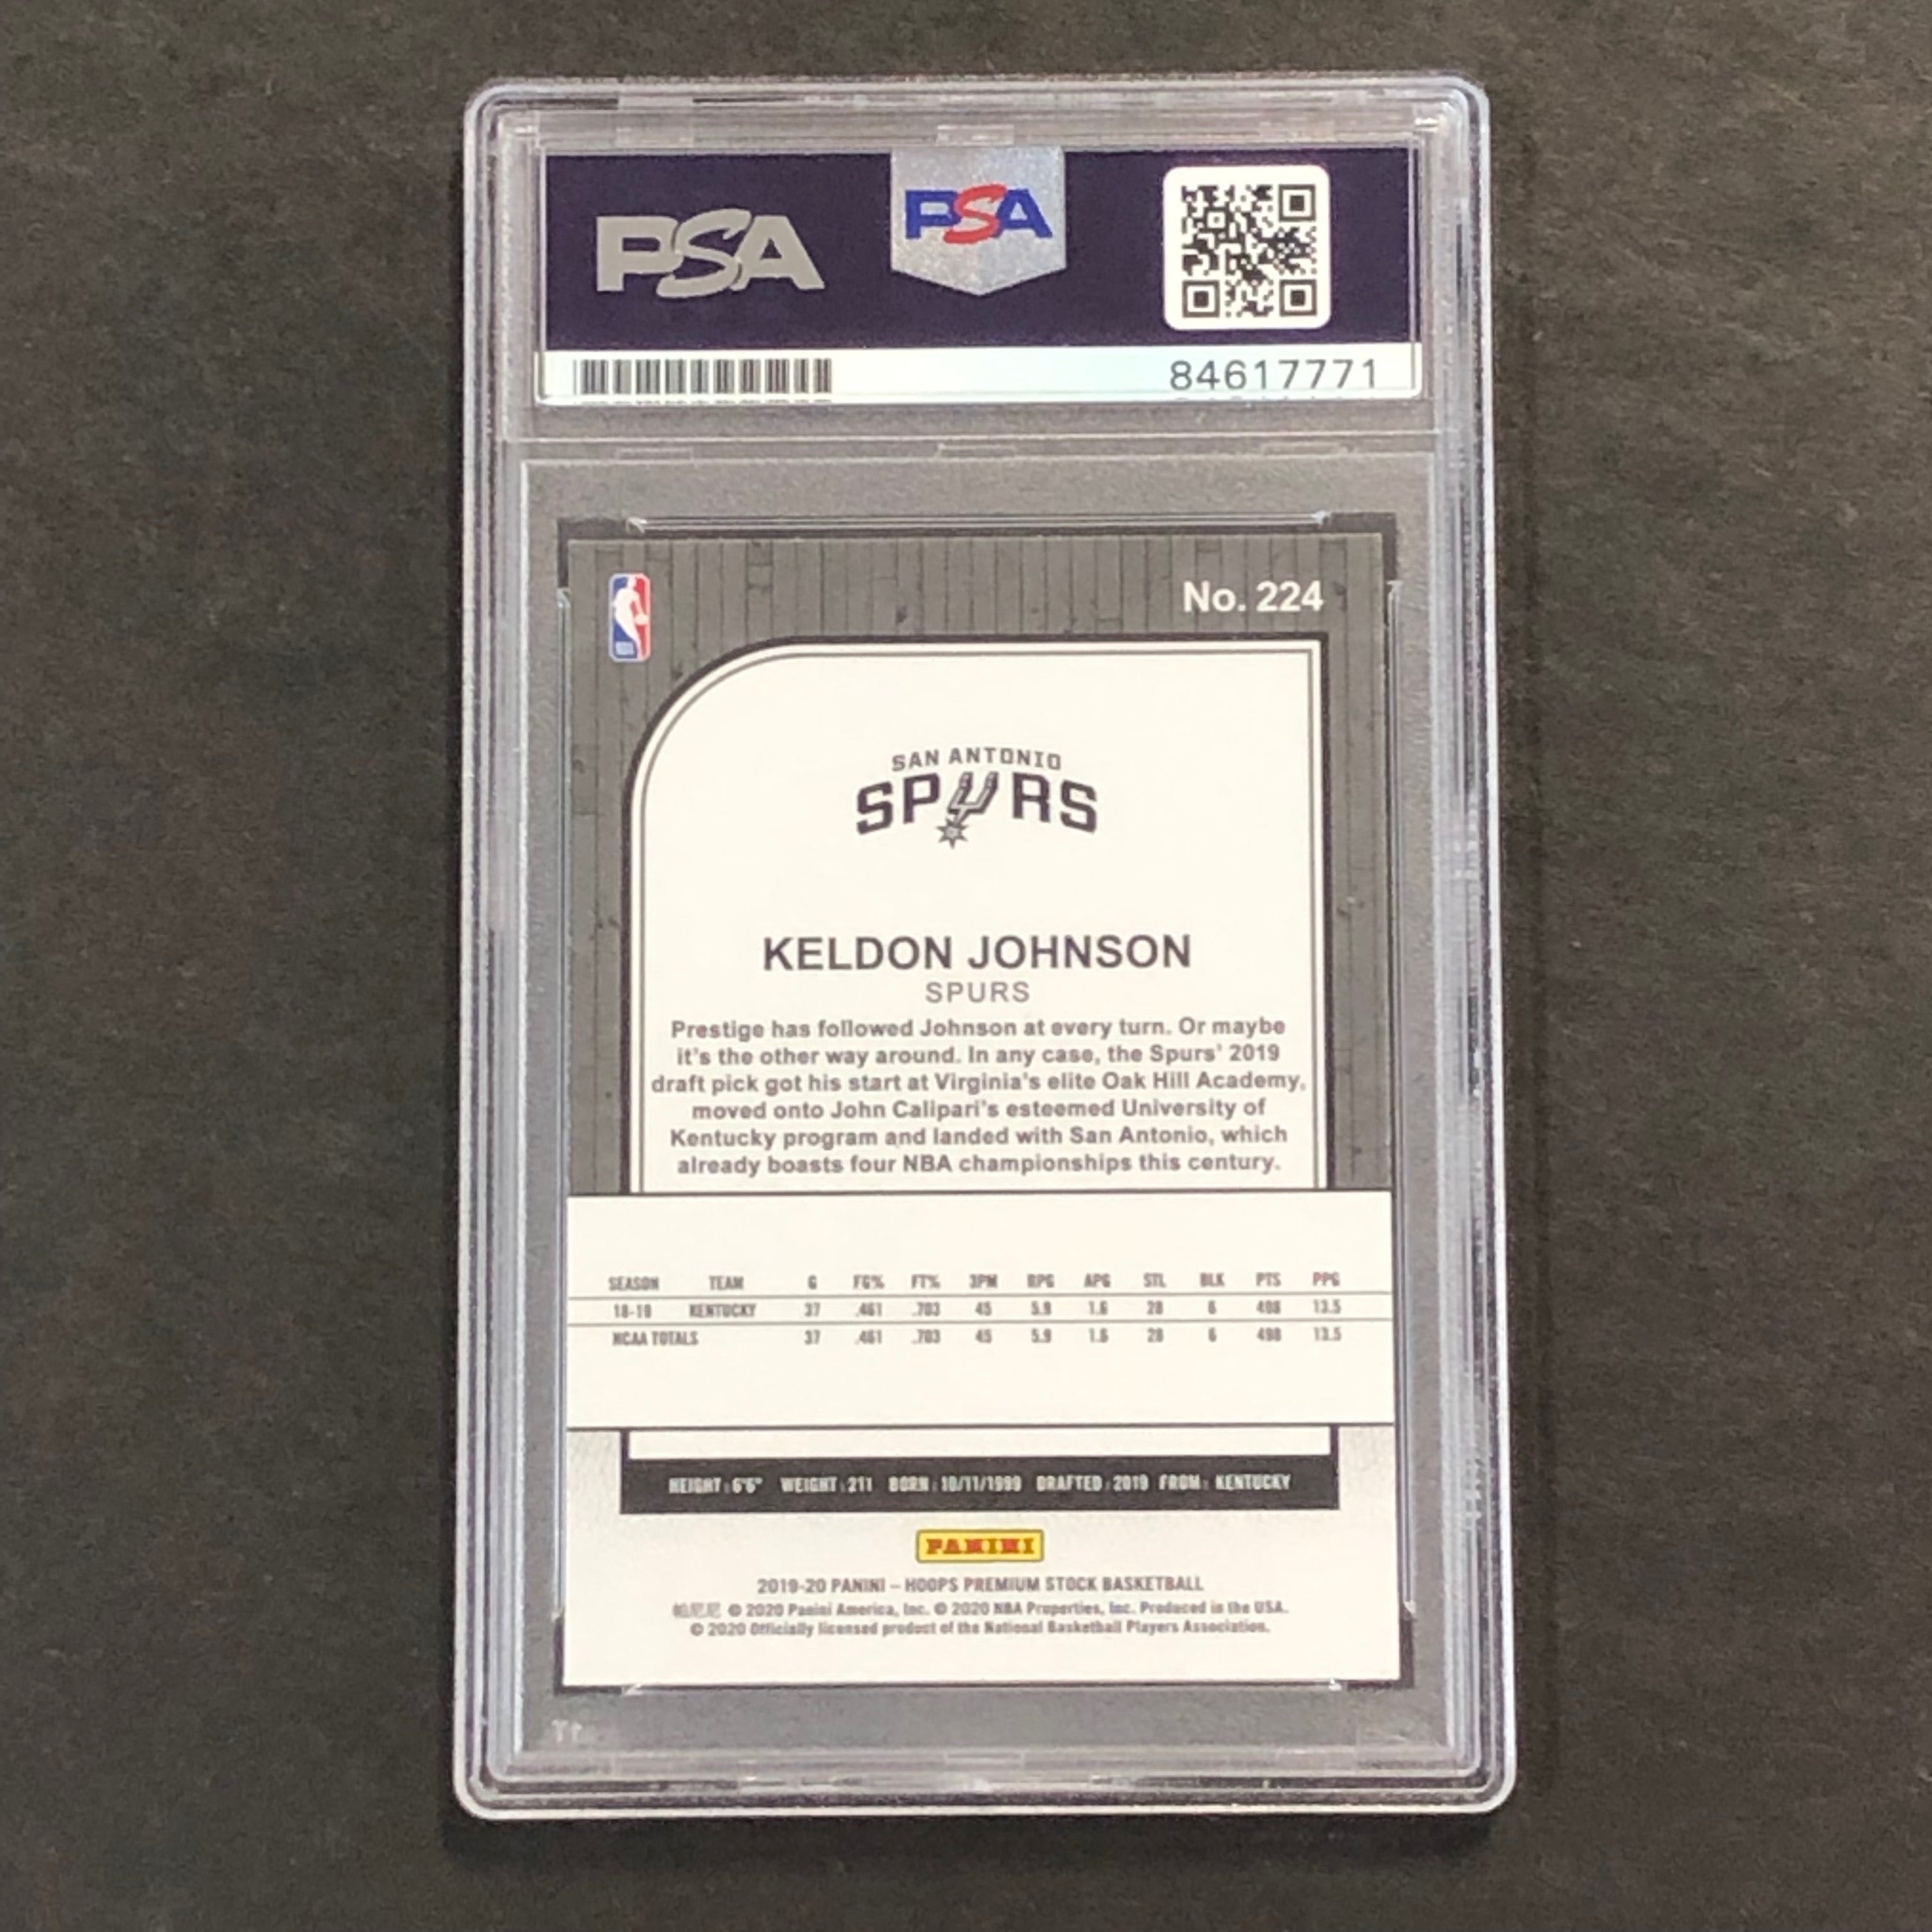 PSA
PSA
84617771
No. 224
SAN ANTONIO
SPURS
KELDON JOHNSON
SPURS
Prestige has followed Johnson at every turn. Or maybe
it's the other way around. In any case, the Spurs' 2019
draft pick got his start at Virginia's elite Oak Hill Academy,
moved onto John Calipari's esteemed University of
Kentucky program and landed with San Antonio, which
already boasts four NBA championships this century.
SEASON TEAM G FG% FT% 3PM RPG APG STL BLK PTS PPG
18-19 KENTUCKY 37 .461 .703 45 5.9 1.6 28 6 498 13.5
NCAA TOTALS 37 .461 .703 45 5.9 1.6 28 6 498 13.5
HEIGHT: 6'6" WEIGHT: 211 BORN: 10/11/1999 DRAFTED: 2019 FROM: KENTUCKY
PANINI
2019-20 PANINI – HOOPS PREMIUM STOCK BASKETBALL
帕尼尼 © 2020 Panini America, Inc. © 2020 NBA Properties, Inc. Produced in the USA.
© 2020 Officially licensed product of the National Basketball Players Association.